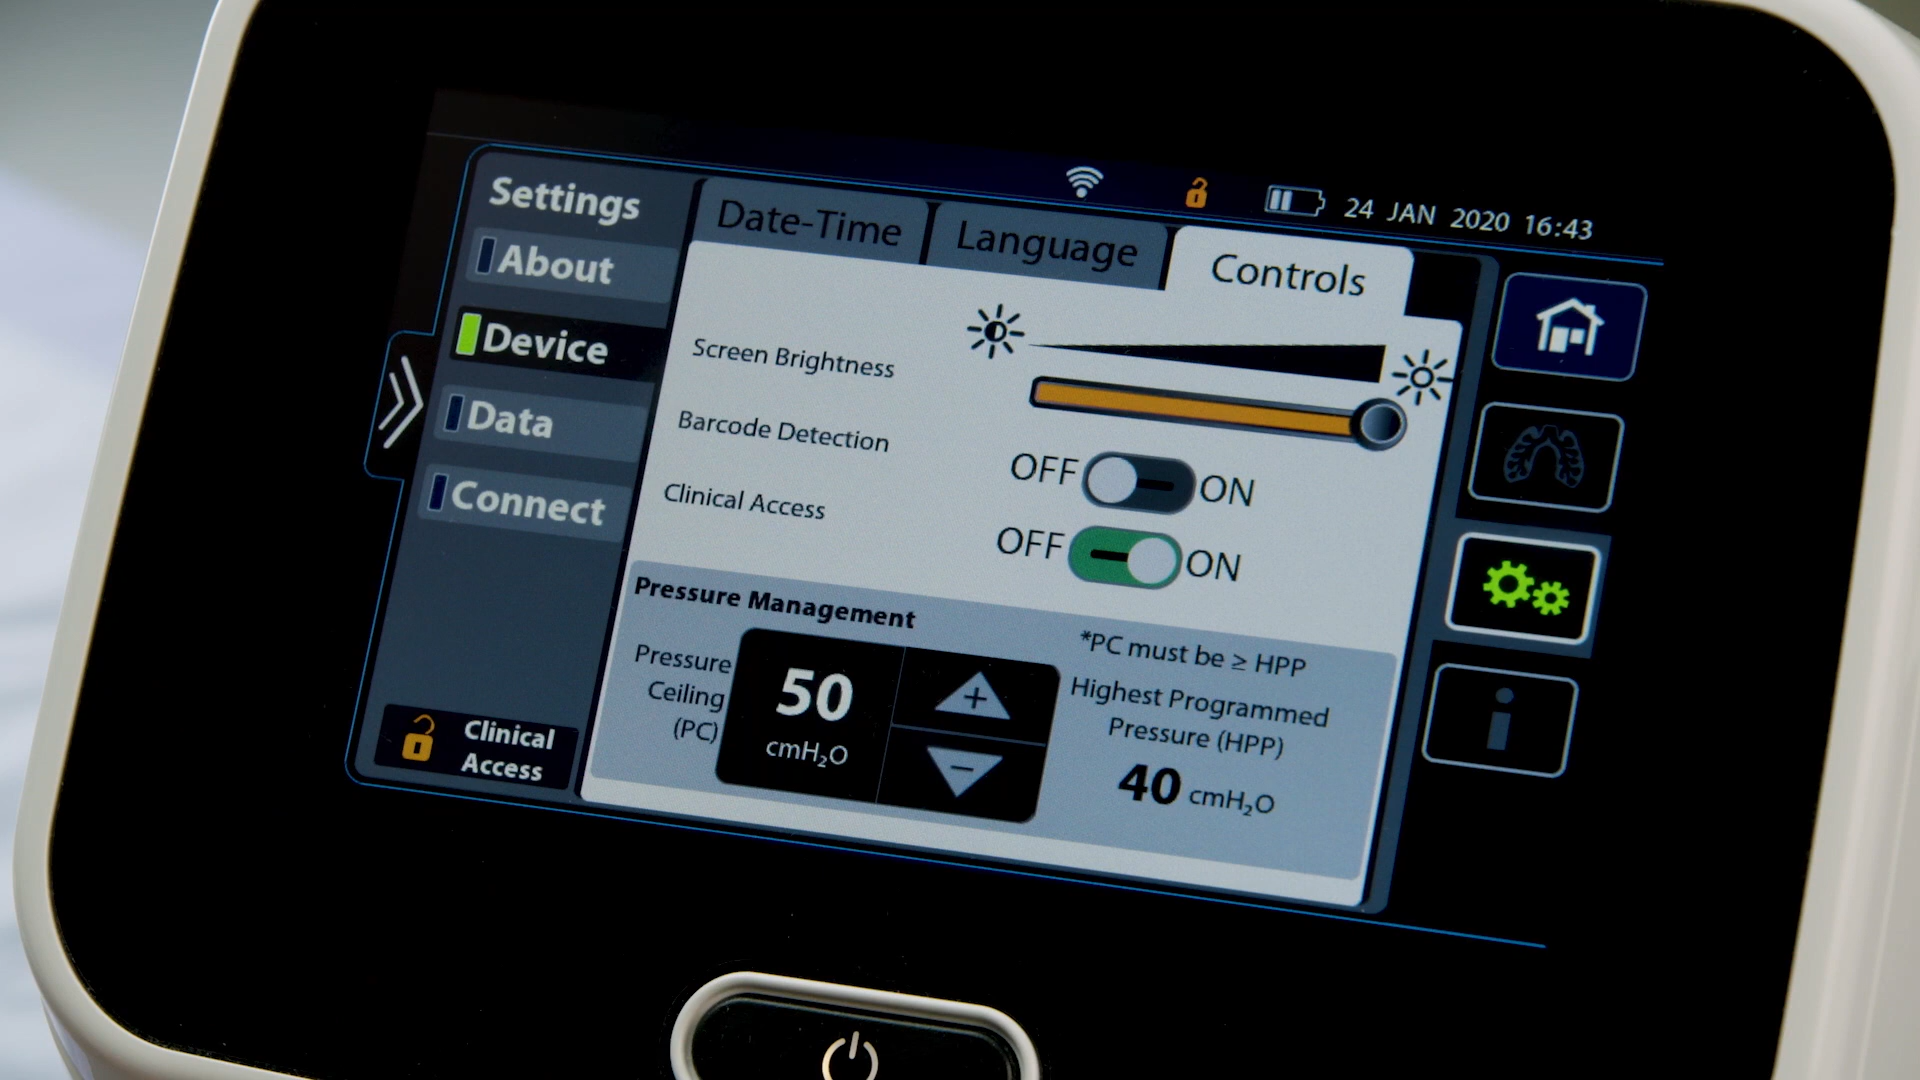 24 JAN 2020 16:43
Settings
About
Device
Data
Connect
Clinical
Access
Date-Time
Language
Controls
Screen Brightness
Barcode Detection
OFF ON
Clinical Access
OFF ON
Pressure Management
Pressure
Ceiling
(PC)
50
cmH₂O
*PC must be ≥ HPP
Highest Programmed
Pressure (HPP)
40 cmH₂O